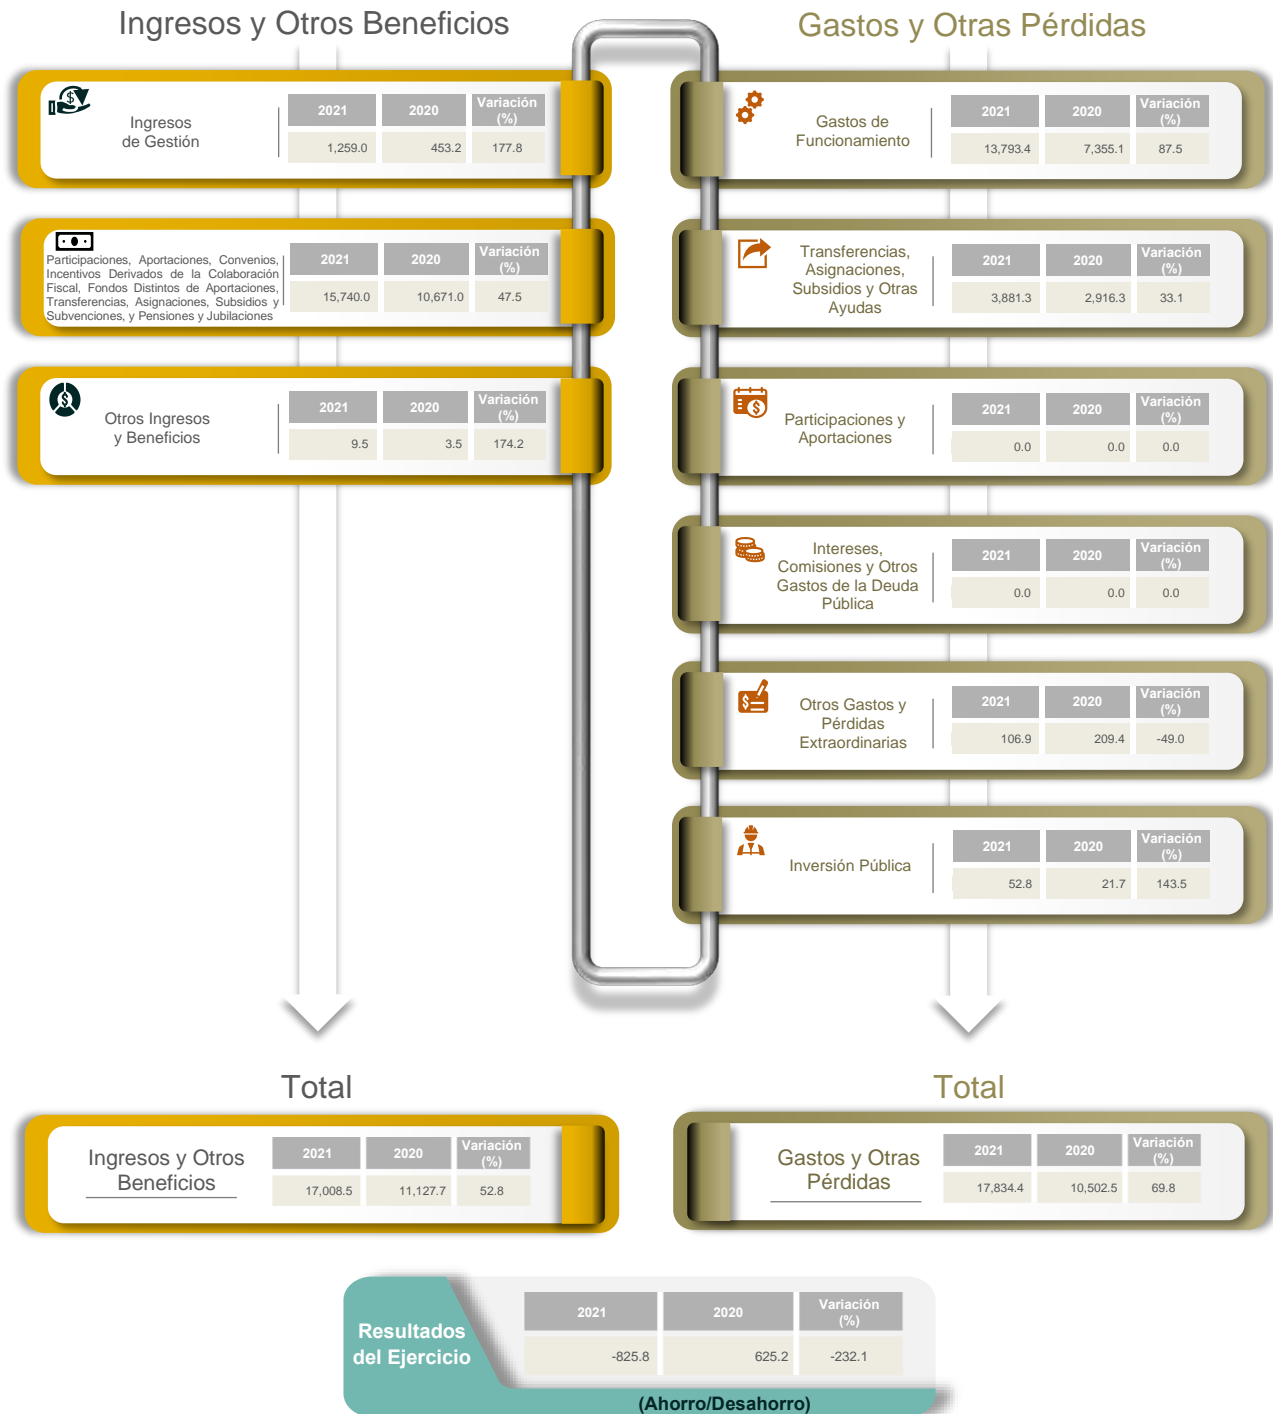 Ingresos y Otros Beneficios
Ingresos
de Gestión
2021 2020 Variación
(%)
1,259.0 453.2 177.8
Participaciones, Aportaciones, Convenios,
Incentivos Derivados de la Colaboración
Fiscal, Fondos Distintos de Aportaciones,
Transferencias, Asignaciones, Subsidios y
Subvenciones, y Pensiones y Jubilaciones
2021 2020 Variación
(%)
15,740.0 10,671.0 47.5
Otros Ingresos
y Beneficios
2021 2020 Variación
(%)
9.5 3.5 174.2
Gastos y Otras Pérdidas
Gastos de
Funcionamiento
2021 2020 Variación
(%)
13,793.4 7,355.1 87.5
Transferencias,
Asignaciones,
Subsidios y Otras
Ayudas
2021 2020 Variación
(%)
3,881.3 2,916.3 33.1
Participaciones y
Aportaciones
2021 2020 Variación
(%)
0.0 0.0 0.0
Intereses,
Comisiones y Otros
Gastos de la Deuda
Pública
2021 2020 Variación
(%)
0.0 0.0 0.0
Otros Gastos y
Pérdidas
Extraordinarias
2021 2020 Variación
(%)
106.9 209.4 -49.0
Inversión Pública
2021 2020 Variación
(%)
52.8 21.7 143.5
Total
Ingresos y Otros
Beneficios
2021 2020 Variación
(%)
17,008.5 11,127.7 52.8
Total
Gastos y Otras
Pérdidas
2021 2020 Variación
(%)
17,834.4 10,502.5 69.8
Resultados
del Ejercicio
2021 2020 Variación
(%)
-825.8 625.2 -232.1
(Ahorro/Desahorro)